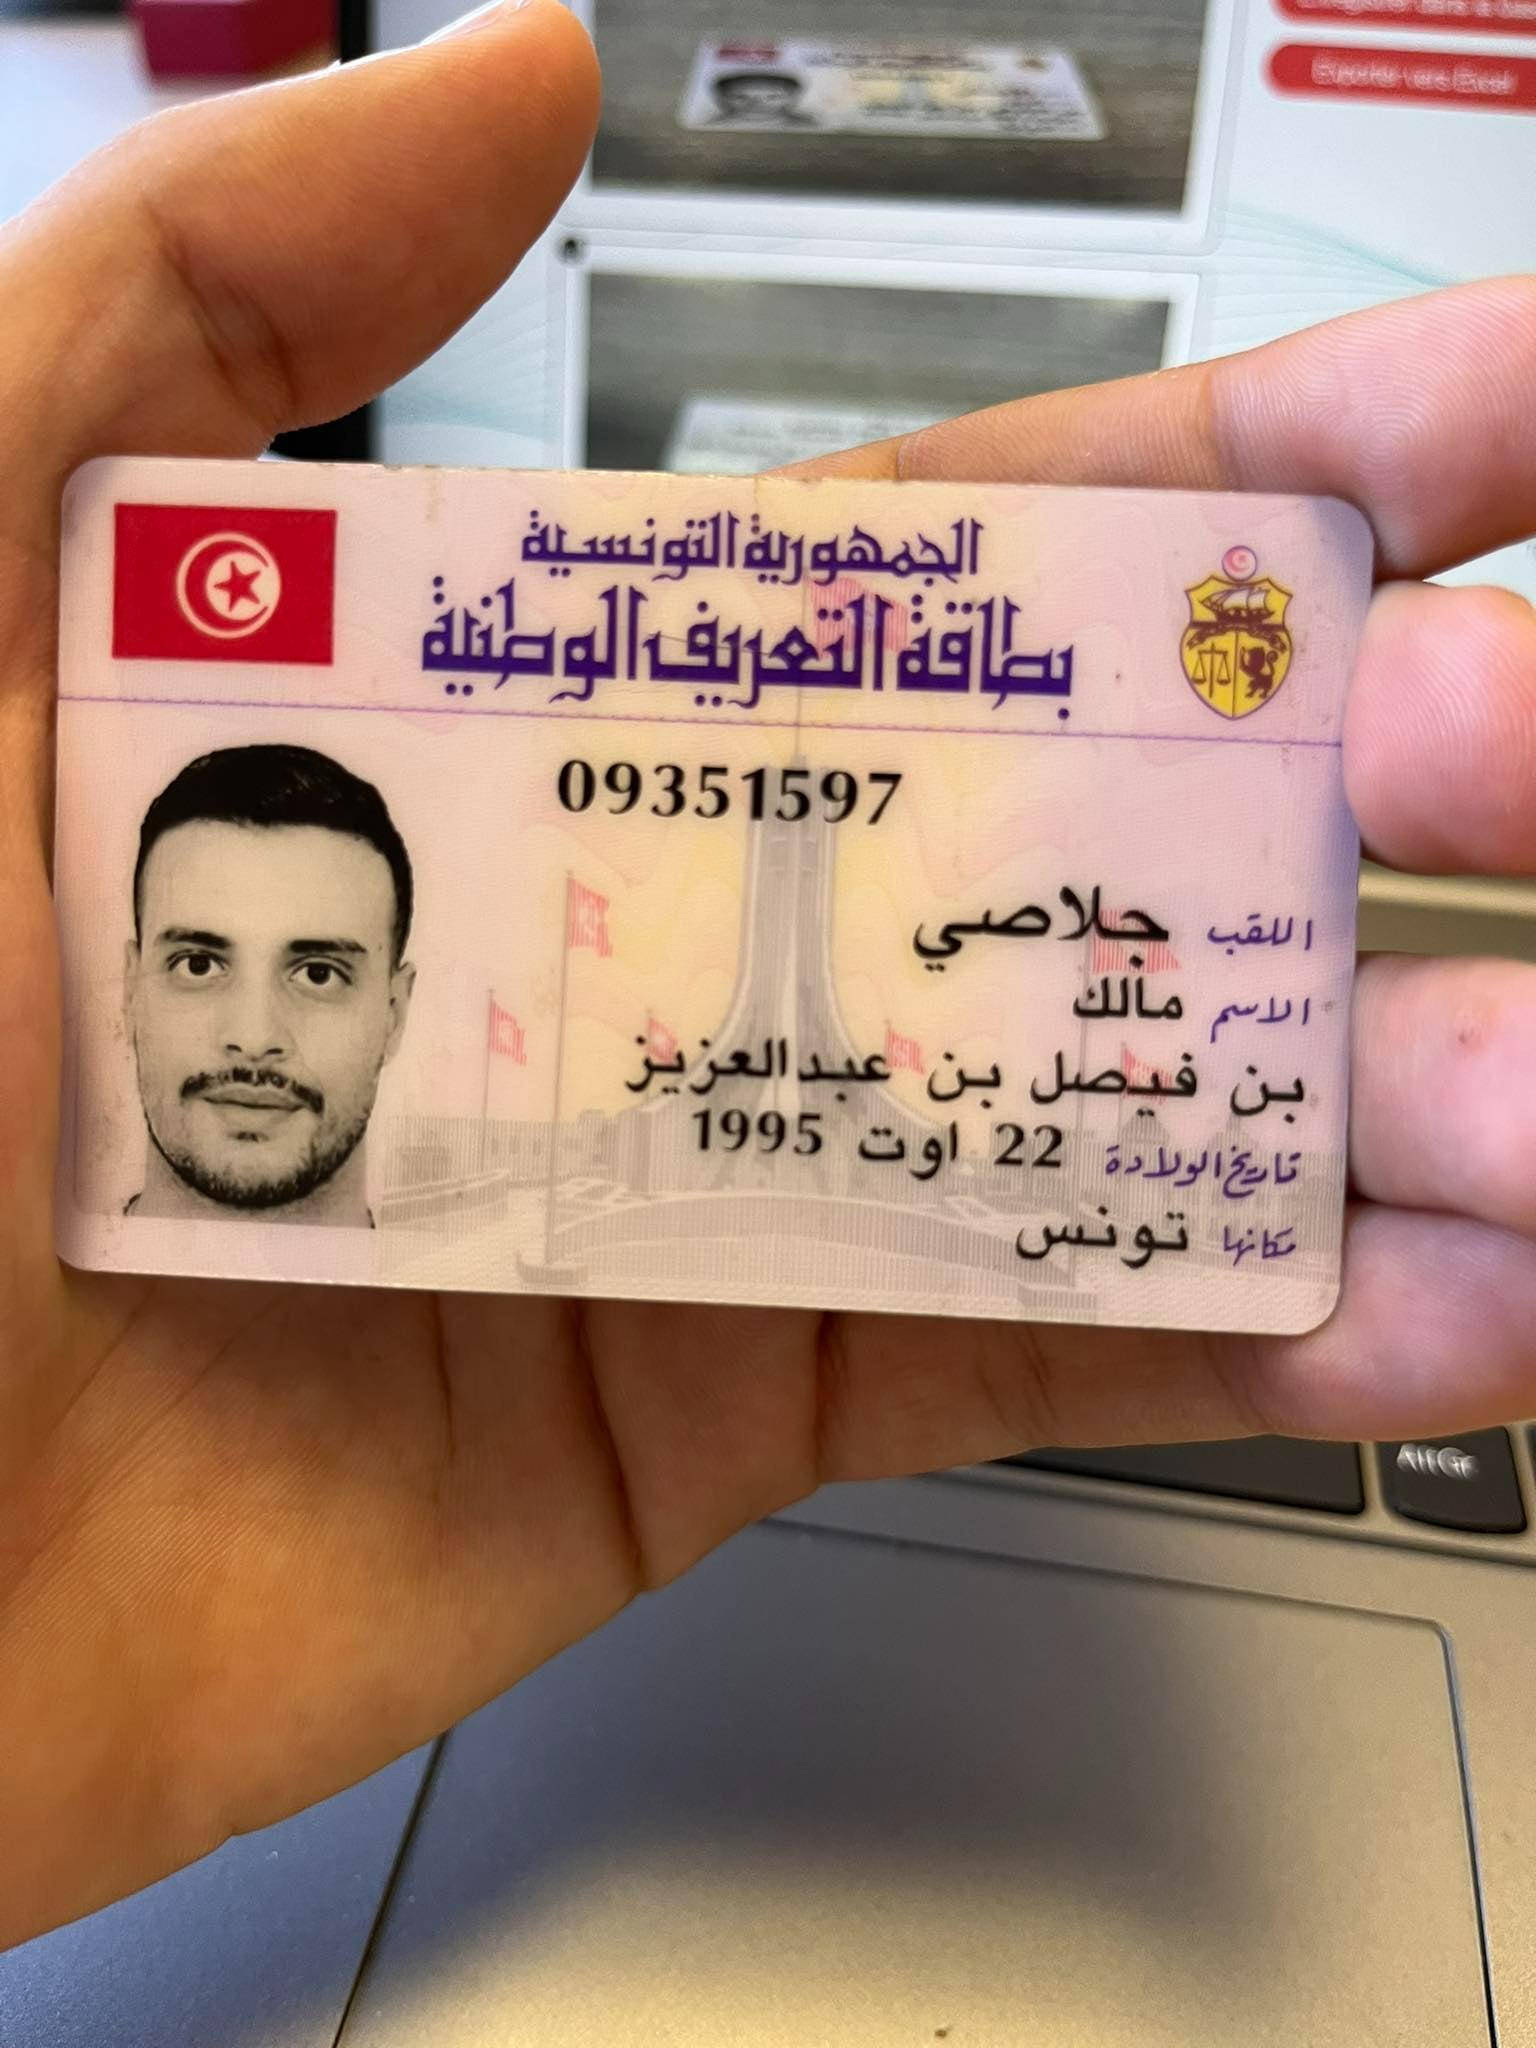 Exporter vers Excel
الجمهورية التونسية
بطاقة التعريف الوطنية
09351597
اللقب جلاصي
الاسم مالك
بن فيصل بن عبدالعزيز
تاريخ الولادة 22 اوت 1995
مكانها تونس